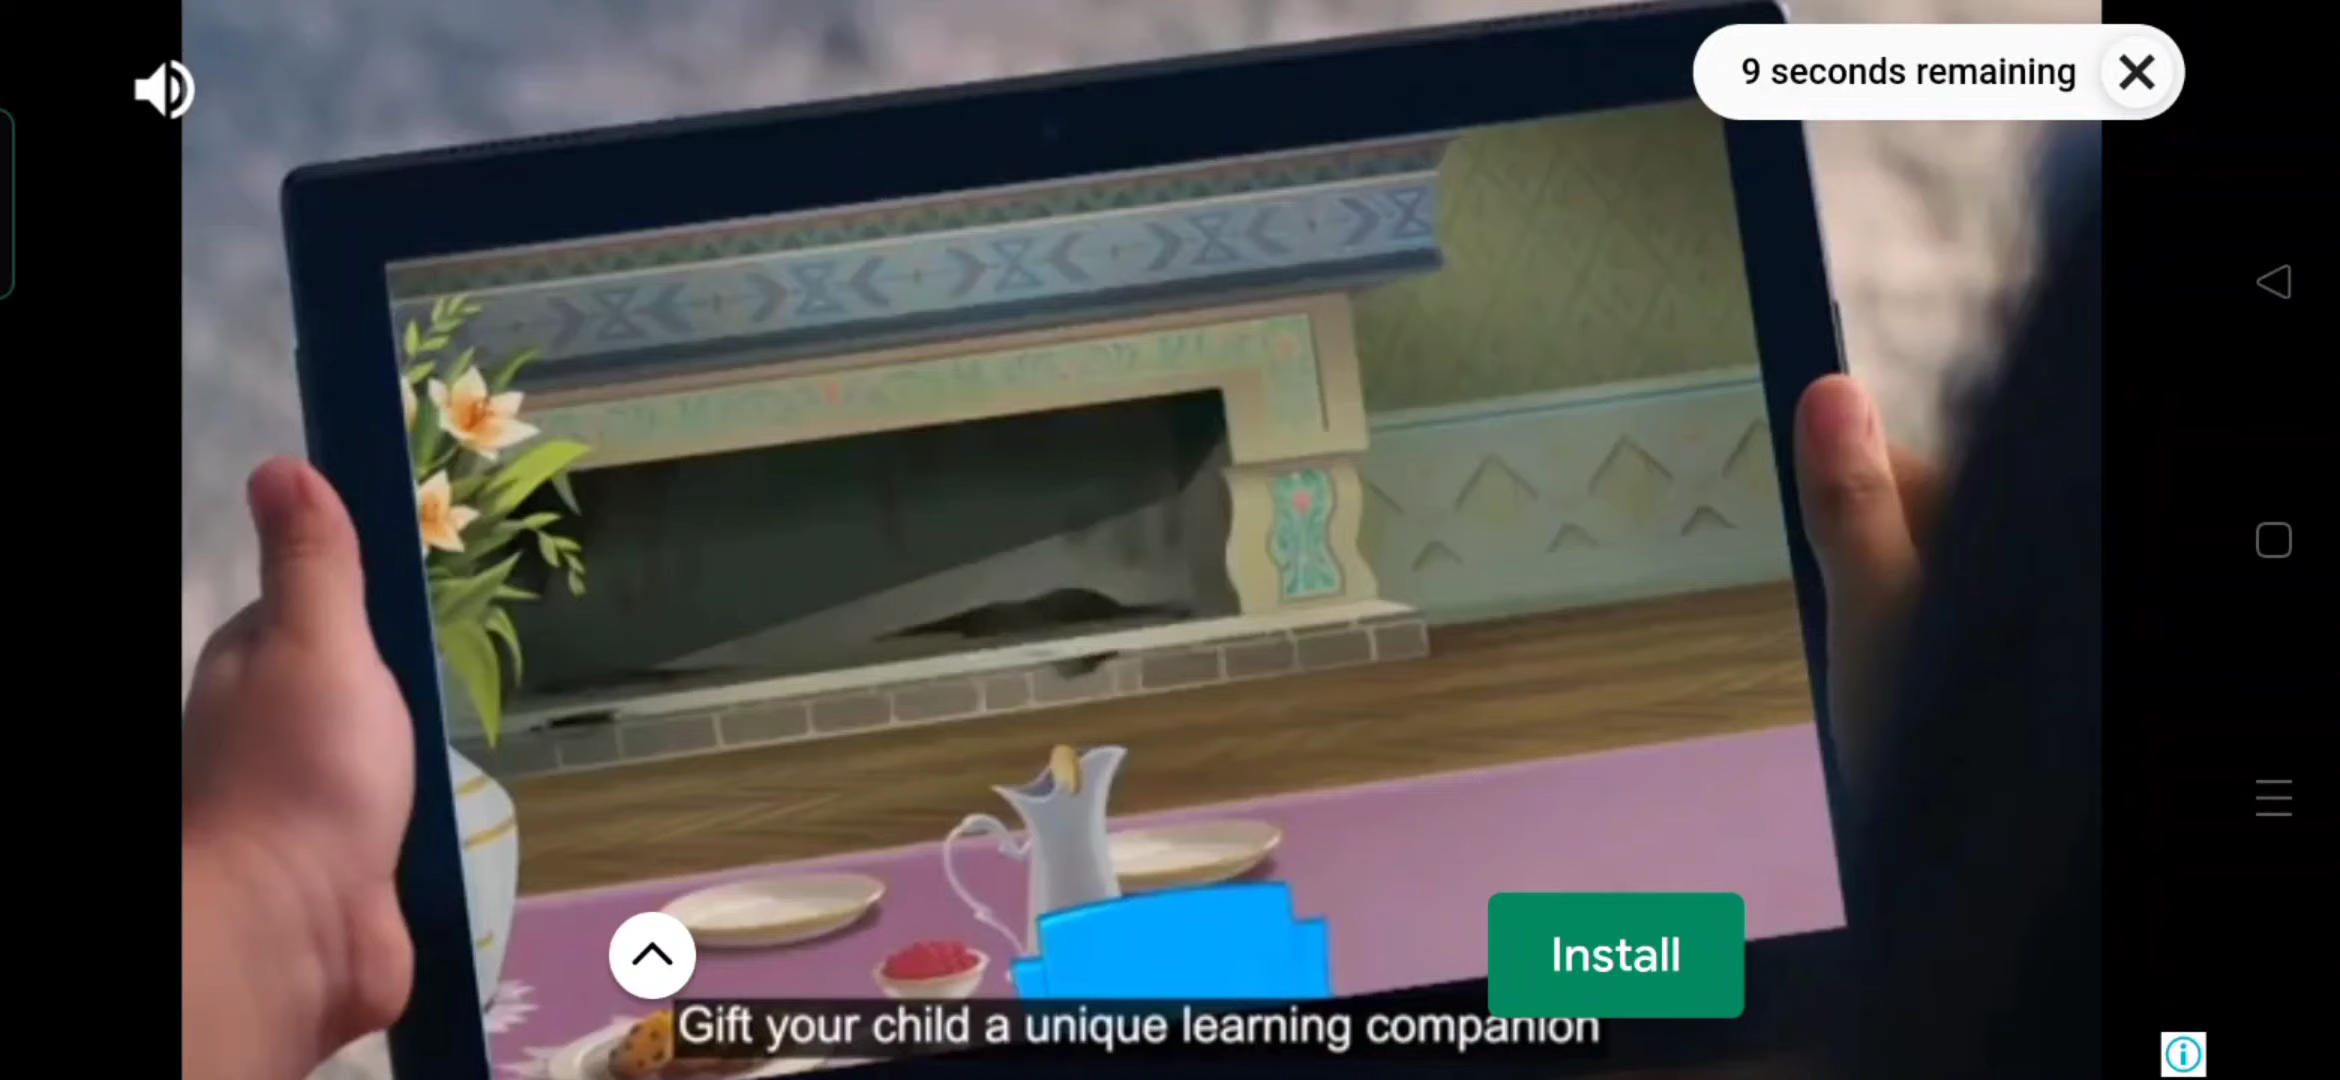 9 seconds remaining
Install
Gift your child a unique learning companion